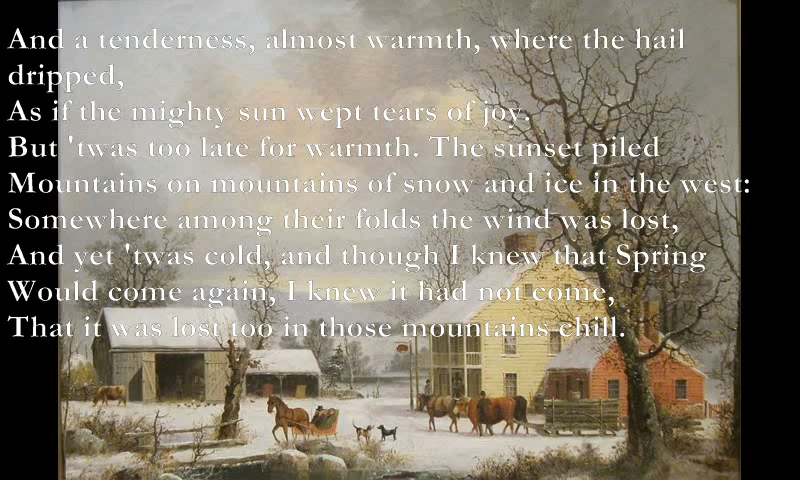 And a tenderness, almost warmth, where the hail
dripped,
As if the mighty sun wept tears of joy.
But 'twas too late for warmth. The sunset piled
Mountains on mountains of snow and ice in the west:
Somewhere among their folds the wind was lost,
And yet 'twas cold, and though I knew that Spring
Would come again, I knew it had not come,
That it was lost too in those mountains chill.